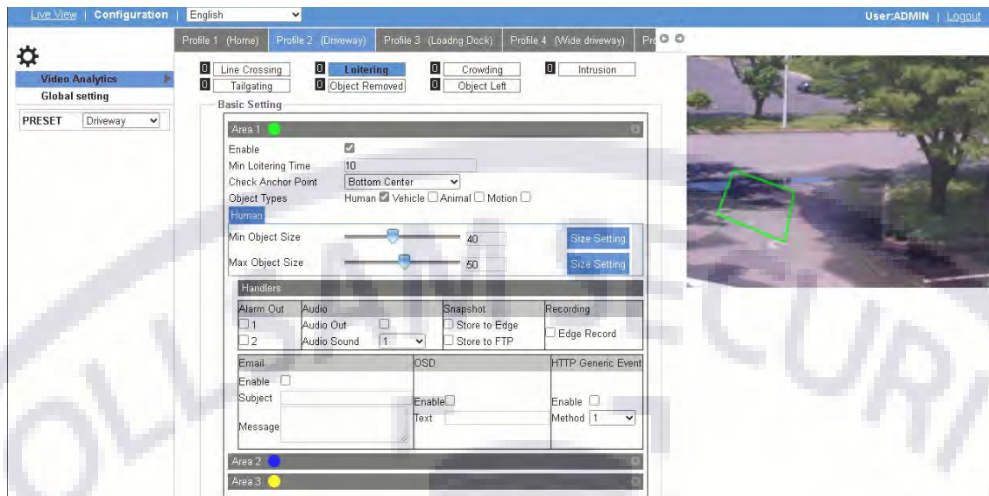 Live View | Configuration | English User:ADMIN | Logout
Profile 1 (Home) Profile 2 (Driveway) Profile 3 (Loadng Dock) Profile 4 (Wide driveway)
Video Analytics
Global setting
PRESET Driveway
0 Line Crossing 0 Loitering 0 Crowding 0 Intrusion
0 Tailgating 0 Object Removed 0 Object Left
Basic Setting
Area 1
Enable
Min Loitering Time 10
Check Anchor Point Bottom Center
Object Types Human Vehicle Animal Motion
Human
Min Object Size 40 Size Setting
Max Object Size 50 Size Setting
Handlers
Alarm Out Audio Snapshot Recording
1 Audio Out Store to Edge Edge Record
2 Audio Sound 1 Store to FTP
Email OSD HTTP Generic Event
Enable
Subject Enable Enable
Message Text Method 1
Area 2
Area 3